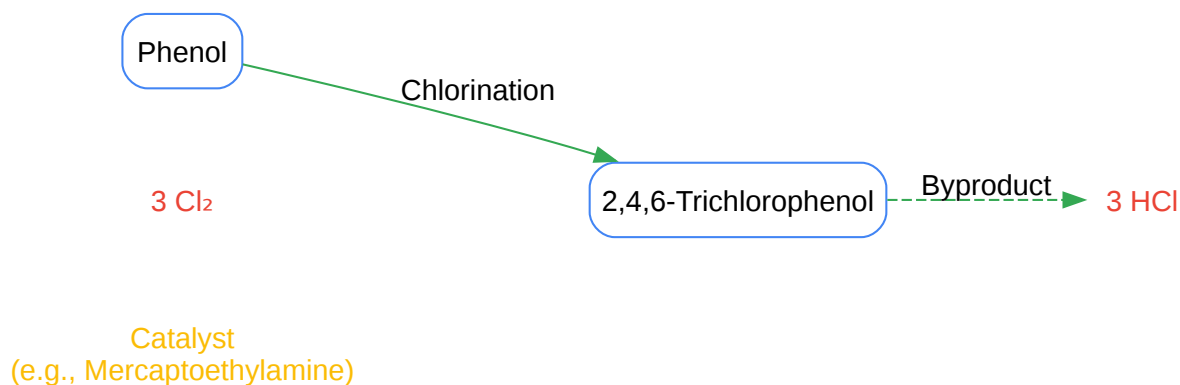 Phenol
Chlorination
3 Cl₂
2,4,6-Trichlorophenol
Byproduct
3 HCl
Catalyst
(e.g., Mercaptoethylamine)